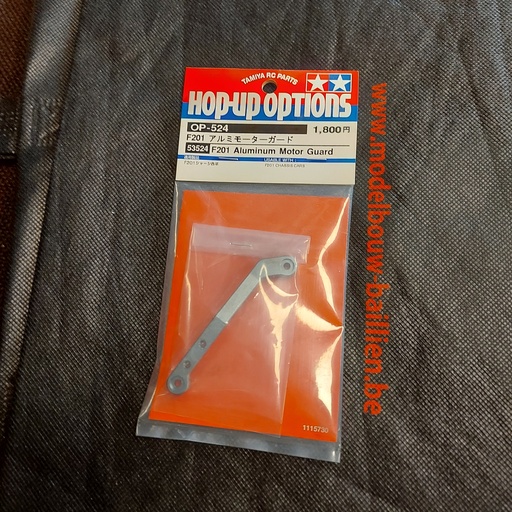 TAMIYA RC PARTS
HOP-UP OPTIONS
OP-524
1,800円
F201 アルミモーターガード
53524 F201 Aluminum Motor Guard
USABLE WITH
F201 CHASSIS CARS
1115730
www.modelbouw-baillien.be